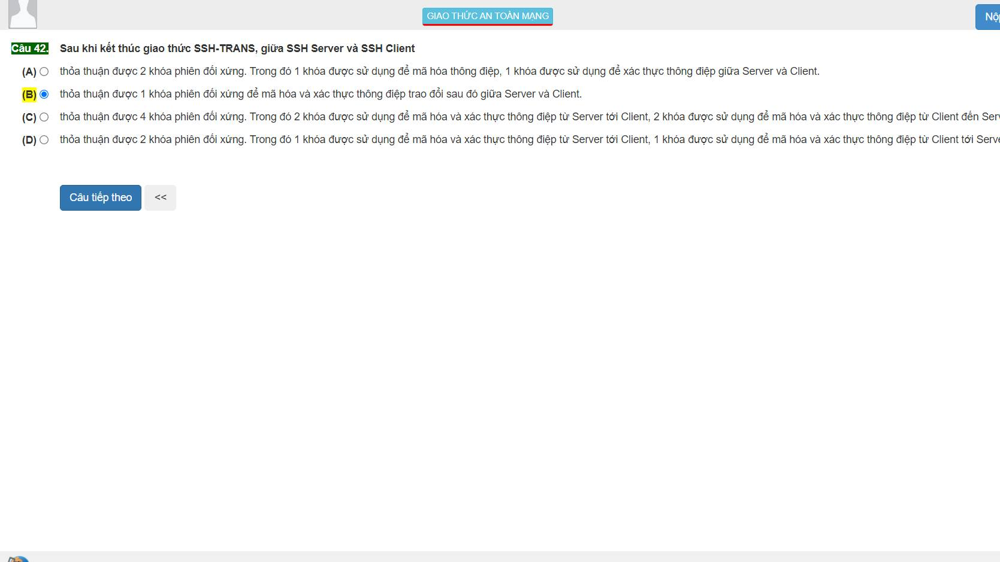 GIAO THỨC AN TOÀN MẠNG
Câu 42. Sau khi kết thúc giao thức SSH-TRANS, giữa SSH Server và SSH Client
(A) thỏa thuận được 2 khóa phiên đối xứng. Trong đó 1 khóa được sử dụng để mã hóa thông điệp, 1 khóa được sử dụng để xác thực thông điệp giữa Server và Client.
(B) thỏa thuận được 1 khóa phiên đối xứng để mã hóa và xác thực thông điệp trao đổi sau đó giữa Server và Client.
(C) thỏa thuận được 4 khóa phiên đối xứng. Trong đó 2 khóa được sử dụng để mã hóa và xác thực thông điệp từ Server tới Client, 2 khóa được sử dụng để mã hóa và xác thực thông điệp từ Client đến
(D) thỏa thuận được 2 khóa phiên đối xứng. Trong đó 1 khóa được sử dụng để mã hóa và xác thực thông điệp từ Server tới Client, 1 khóa được sử dụng để mã hóa và xác thực thông điệp từ Client tới
Câu tiếp theo <<